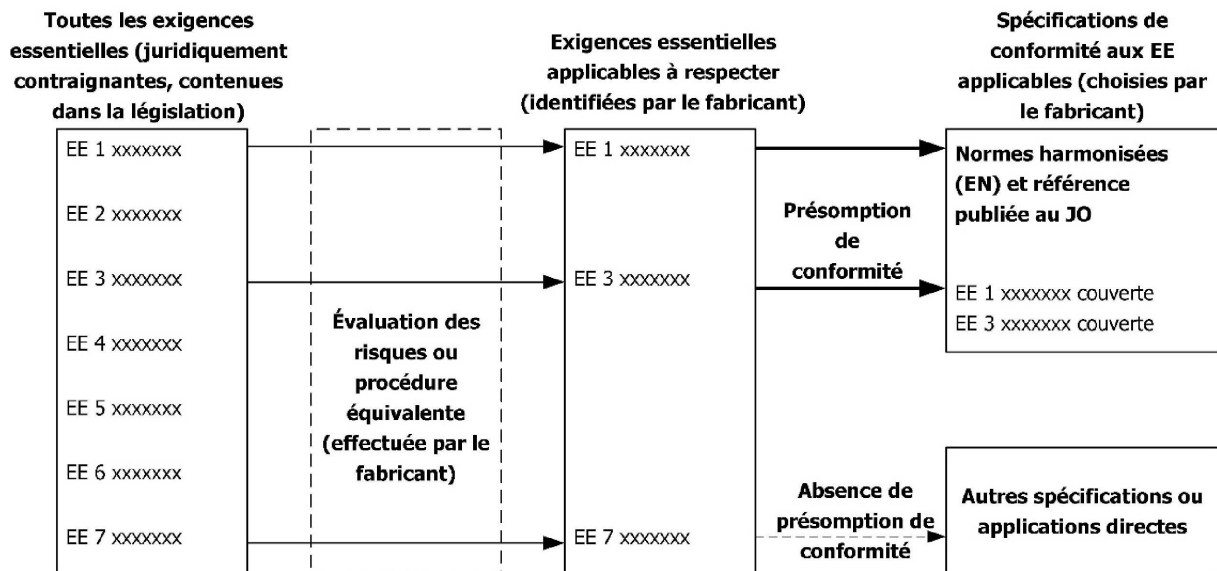 Toutes les exigences
essentielles (juridiquement
contraignantes, contenues
dans la législation)
EE 1 xxxxxxx
EE 2 xxxxxxx
EE 3 xxxxxxx
EE 4 xxxxxxx
EE 5 xxxxxxx
EE 6 xxxxxxx
EE 7 xxxxxxx
Évaluation des
risques ou
procédure
équivalente
(effectuée par le
fabricant)
Exigences essentielles
applicables à respecter
(identifiées par le fabricant)
EE 1 xxxxxxx
EE 3 xxxxxxx
EE 7 xxxxxxx
Présomption
de
conformité
Absence de
présomption de
conformité
Spécifications de
conformité aux EE
applicables (choisies par
le fabricant)
Normes harmonisées
(EN) et référence
publiée au JO
EE 1 xxxxxxx couverte
EE 3 xxxxxxx couverte
Autres spécifications ou
applications directes